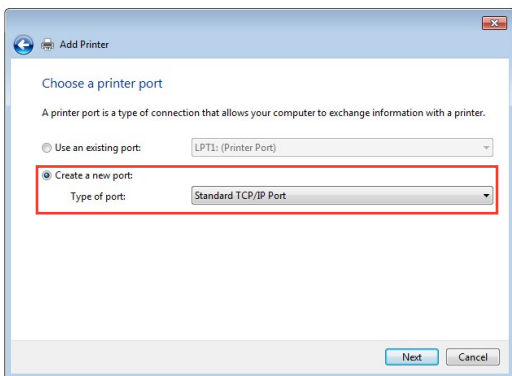 Add Printer
Choose a printer port
A printer port is a type of connection that allows your computer to exchange information with a printer.
Use an existing port: LPT1: (Printer Port)
Create a new port:
Type of port: Standard TCP/IP Port
Next Cancel